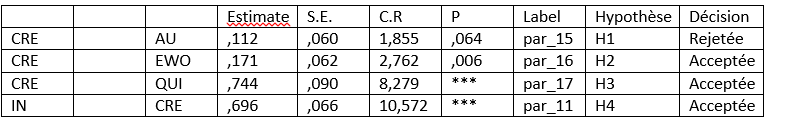 Estimate S.E. C.R P Label Hypothèse Décision
CRE AU ,112 ,060 1,855 ,064 par_15 H1 Rejetée
CRE EWO ,171 ,062 2,762 ,006 par_16 H2 Acceptée
CRE QUI ,744 ,090 8,279 *** par_17 H3 Acceptée
IN CRE ,696 ,066 10,572 *** par_11 H4 Acceptée